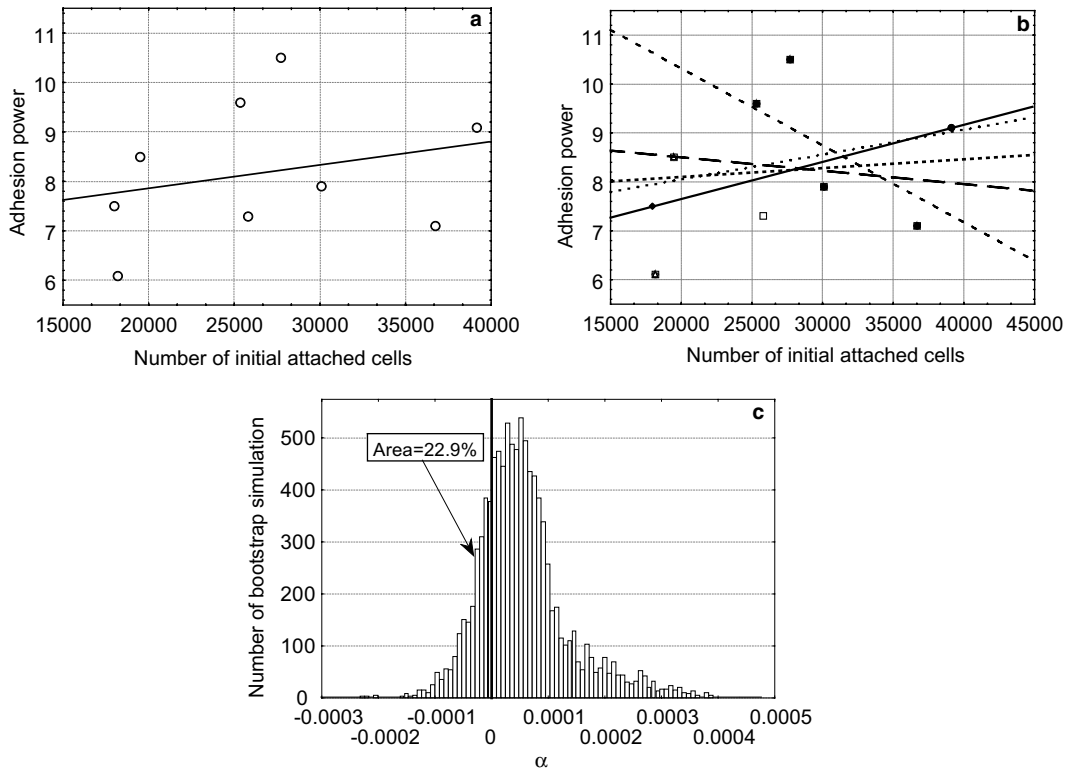 a
11
10
9
8
7
6
Adhesion power
15000 20000 25000 30000 35000 40000
Number of initial attached cells
b
11
10
9
8
7
6
Adhesion power
15000 20000 25000 30000 35000 40000 45000
Number of initial attached cells
c
Area=22.9%
500
400
300
200
100
0
Number of bootstrap simulation
-0.0003 -0.0001 0.0001 0.0003 0.0005
-0.0002 0 0.0002 0.0004
α